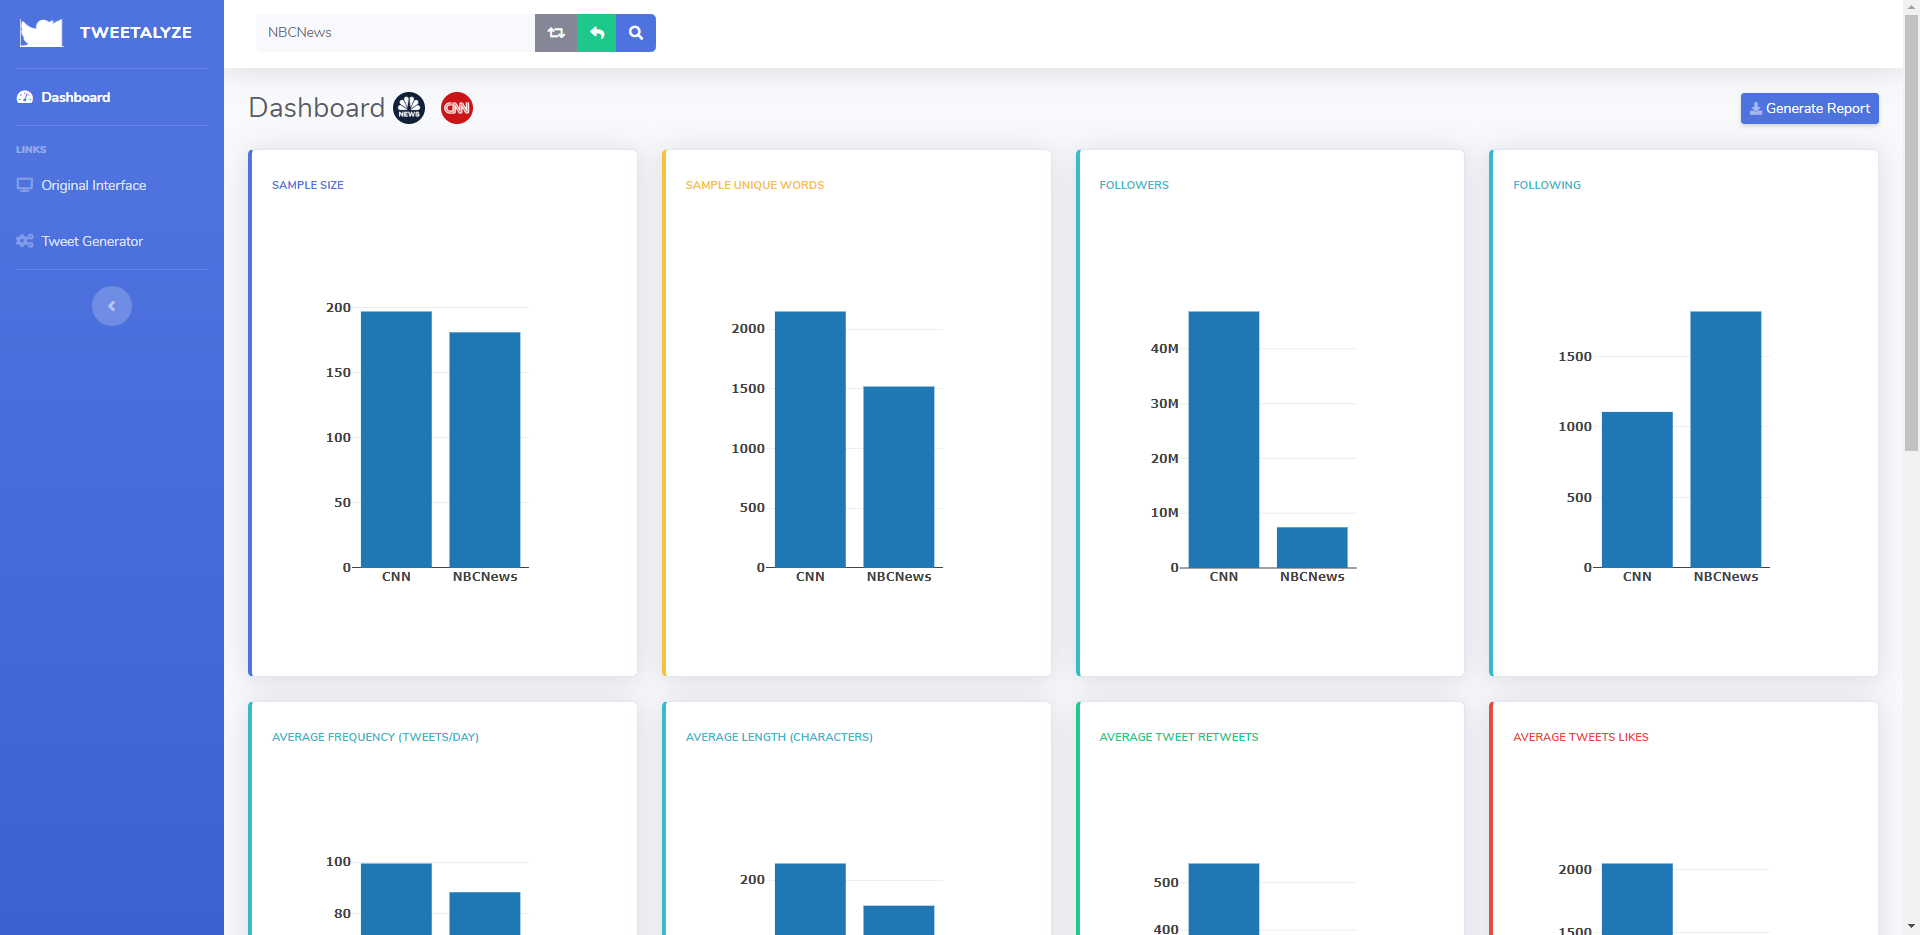 TWEETALYZE
NBCNews
Dashboard
Dashboard NEWS CNN
Generate Report
LINKS
Original Interface
Tweet Generator
SAMPLE SIZE
200
150
100
50
0
CNN NBCNews
SAMPLE UNIQUE WORDS
2000
1500
1000
500
0
CNN NBCNews
FOLLOWERS
40M
30M
20M
10M
0
CNN NBCNews
FOLLOWING
1500
1000
500
0
CNN NBCNews
AVERAGE FREQUENCY (TWEETS/DAY)
100
80
AVERAGE LENGTH (CHARACTERS)
200
AVERAGE TWEET RETWEETS
500
400
AVERAGE TWEETS LIKES
2000
1500